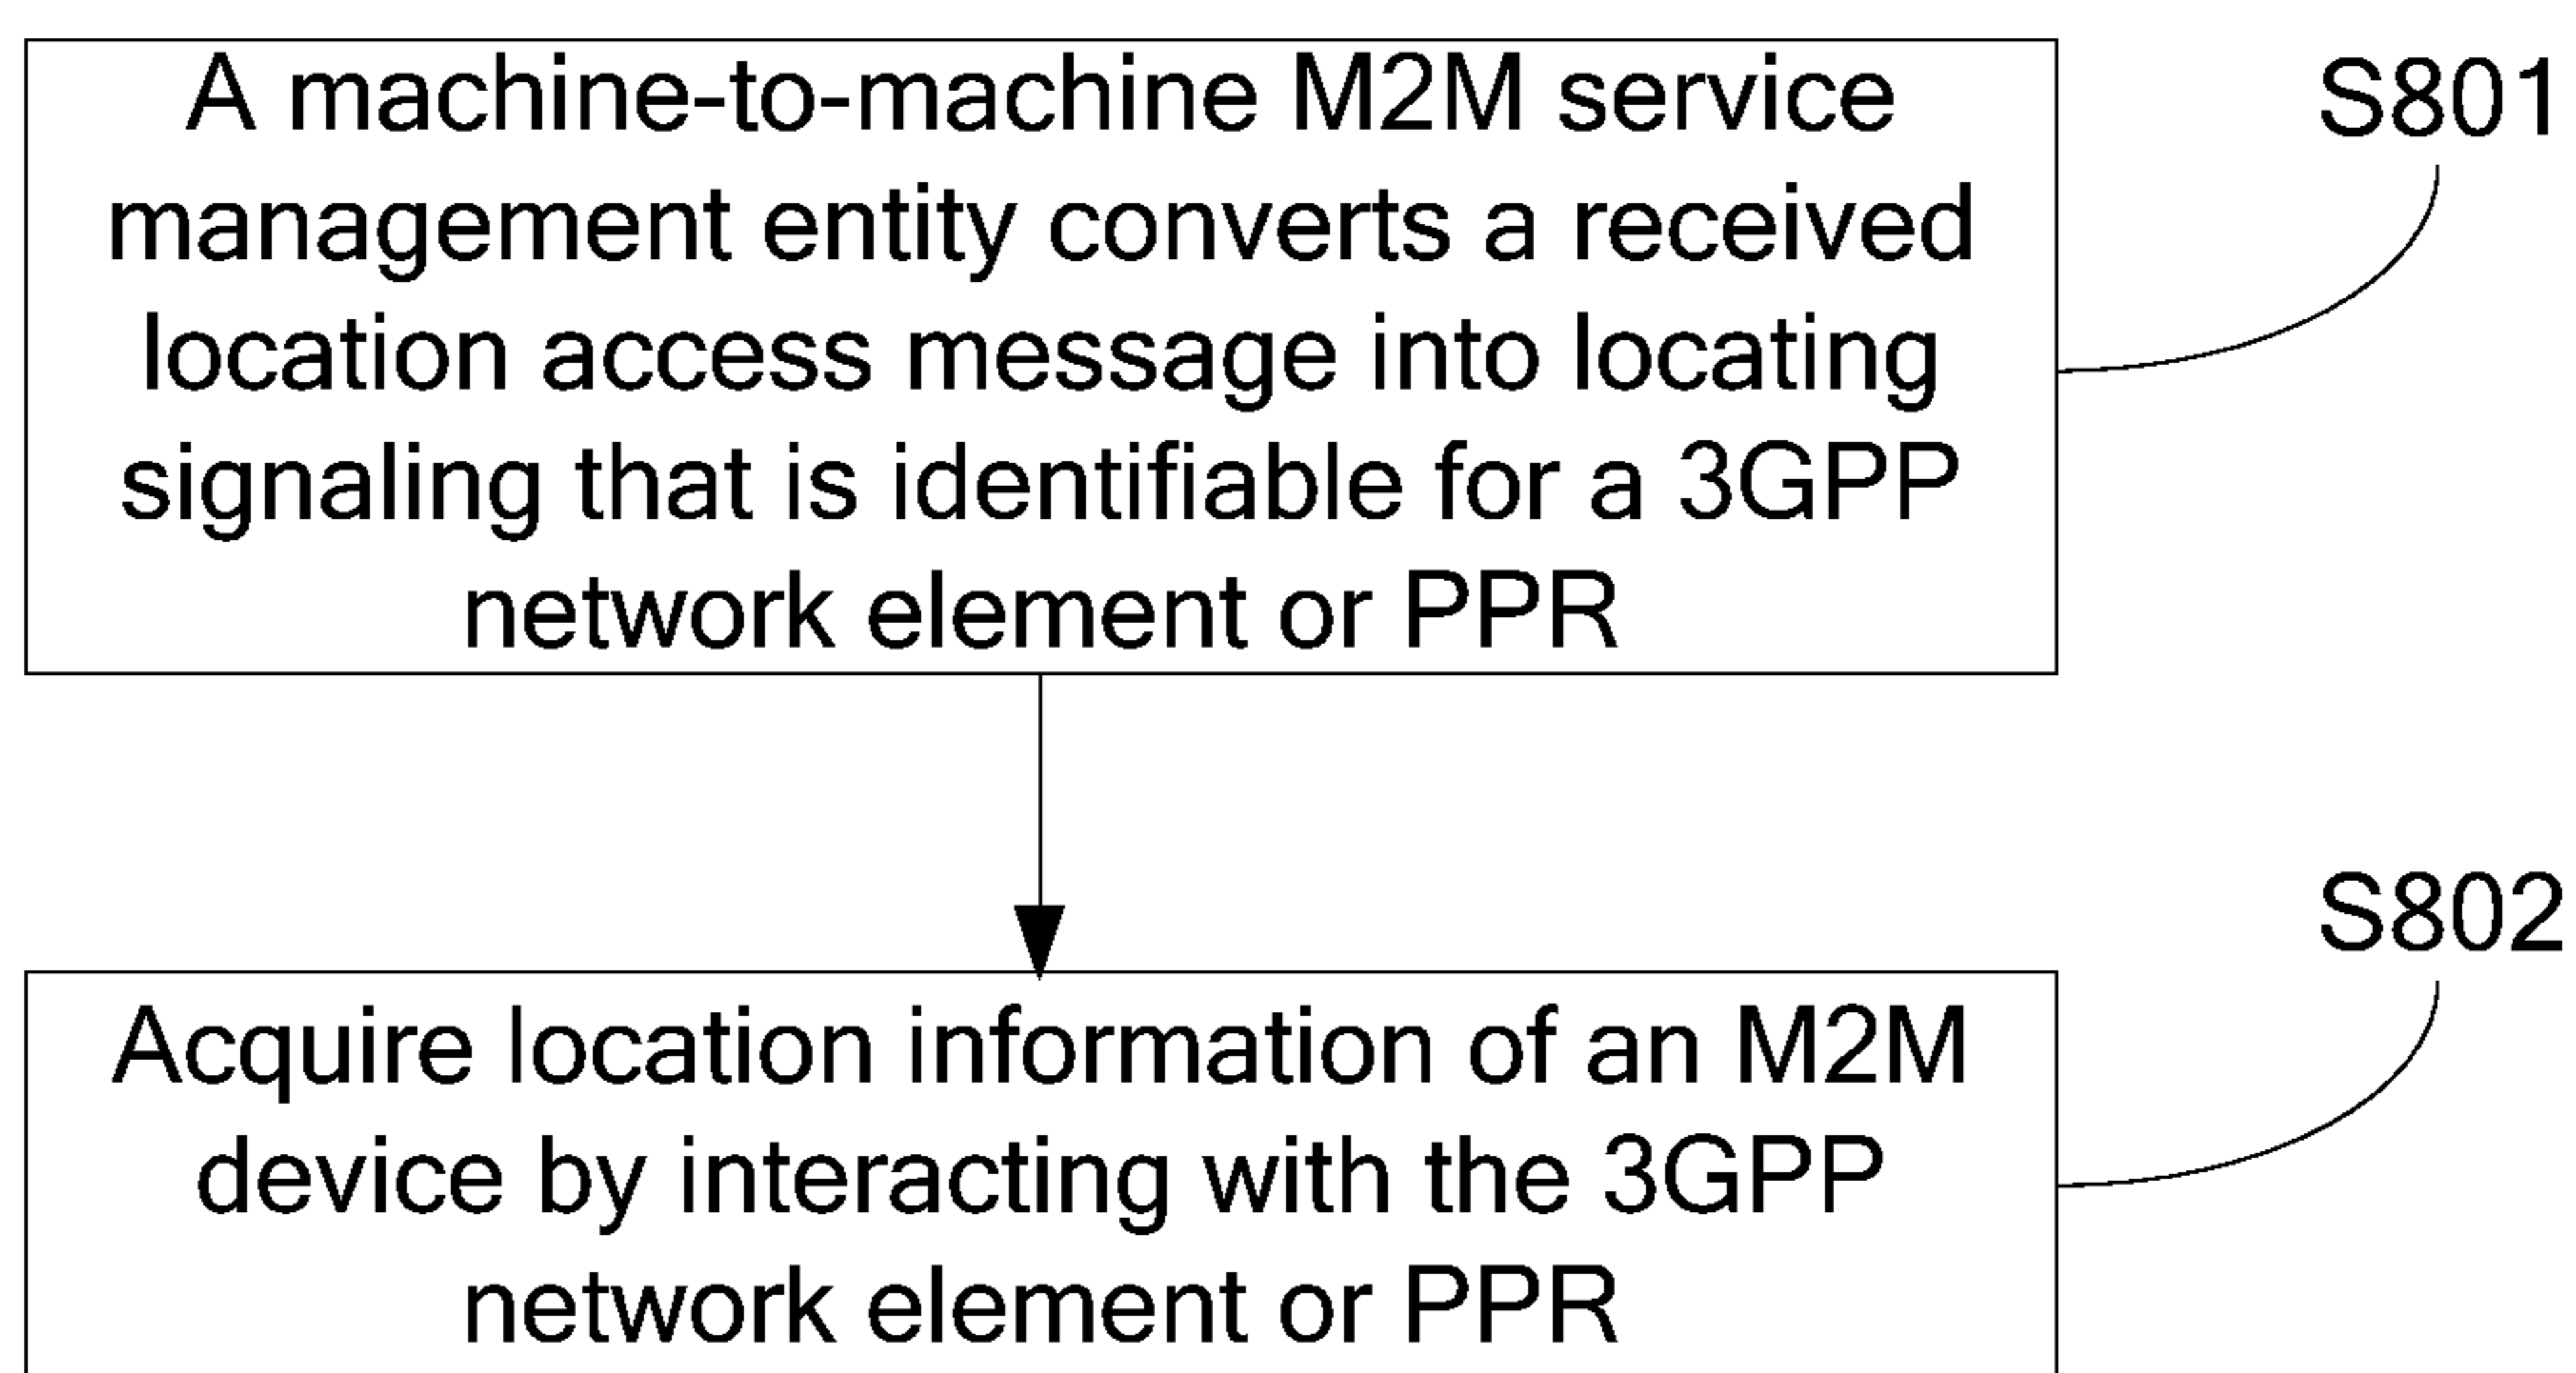 A machine-to-machine M2M service
management entity converts a received
location access message into locating
signaling that is identifiable for a 3GPP
network element or PPR
S801
Acquire location information of an M2M
device by interacting with the 3GPP
network element or PPR
S802